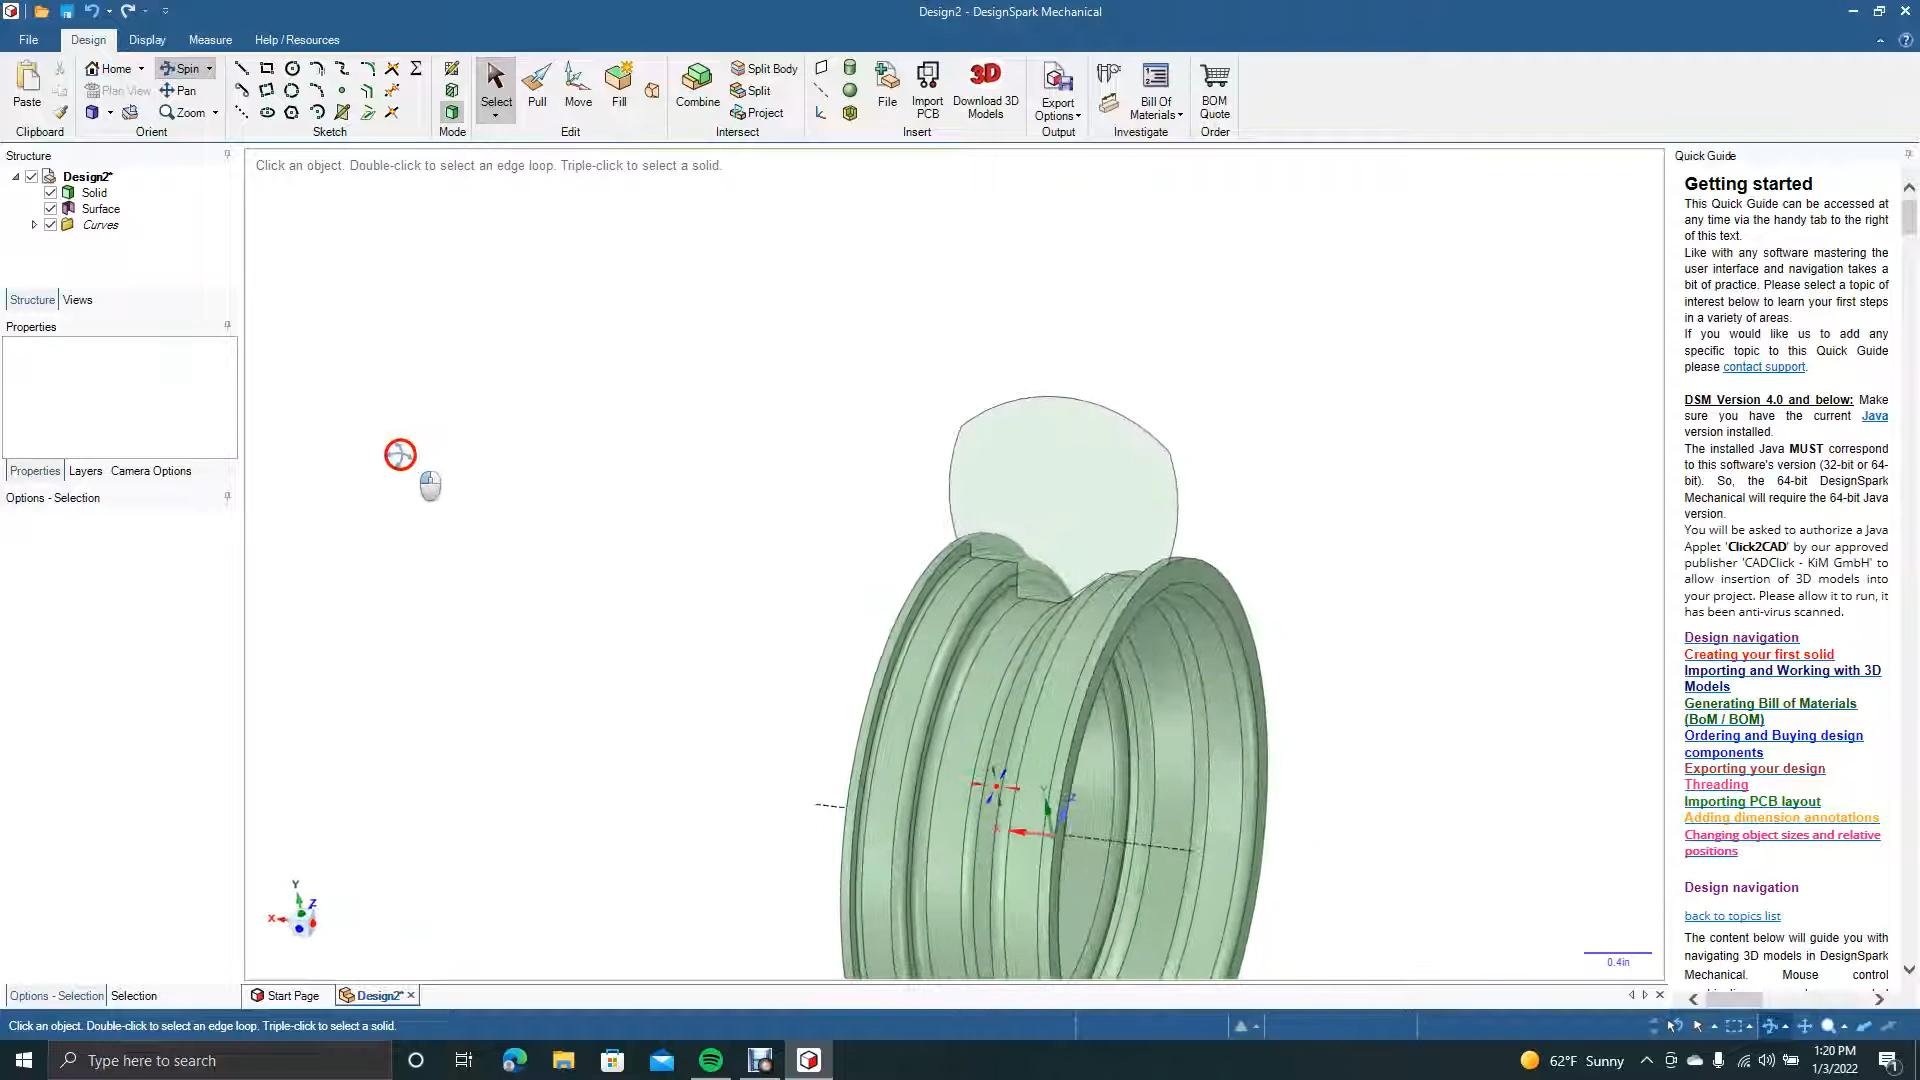 Design2 - DesignSpark Mechanical
File Design Display Measure Help / Resources
Paste
Home Spin
Plan View Pan
Zoom
Select Pull Move Fill
Combine
Split Body
Split
Project
File Import PCB Download 3D Models
Export Options
Bill Of Materials
BOM Quote
Clipboard Orient Sketch Mode Edit Intersect Insert Output Investigate Order
Structure
Design2*
Solid
Surface
Curves
Structure Views
Properties
Properties Layers Camera Options
Options - Selection
Click an object. Double-click to select an edge loop. Triple-click to select a solid.
X
Y
Z
Y
X
Z
0.4in
Quick Guide
Getting started
This Quick Guide can be accessed at
any time via the handy tab to the right
of this text.
Like with any software mastering the
user interface and navigation takes a
bit of practice. Please select a topic of
interest below to learn your first steps
in a variety of areas.
If you would like us to add any
specific topic to this Quick Guide
please contact support.
DSM Version 4.0 and below: Make
sure you have the current Java
version installed.
The installed Java MUST correspond
to this software's version (32-bit or 64-
bit). So, the 64-bit DesignSpark
Mechanical will require the 64-bit Java
version.
You will be asked to authorize a Java
Applet 'Click2CAD' by our approved
publisher 'CADClick - KiM GmbH' to
allow insertion of 3D models into
your project. Please allow it to run, it
has been anti-virus scanned.
Design navigation
Creating your first solid
Importing and Working with 3D
Models
Generating Bill of Materials
(BoM / BOM)
Ordering and Buying design
components
Exporting your design
Threading
Importing PCB layout
Adding dimension annotations
Changing object sizes and relative
positions
Design navigation
back to topics list
The content below will guide you with
navigating 3D models in DesignSpark
Mechanical. Mouse control
Options - Selection Selection
Start Page Design2*
Click an object. Double-click to select an edge loop. Triple-click to select a solid.
Type here to search
62°F Sunny
1:20 PM
1/3/2022
1